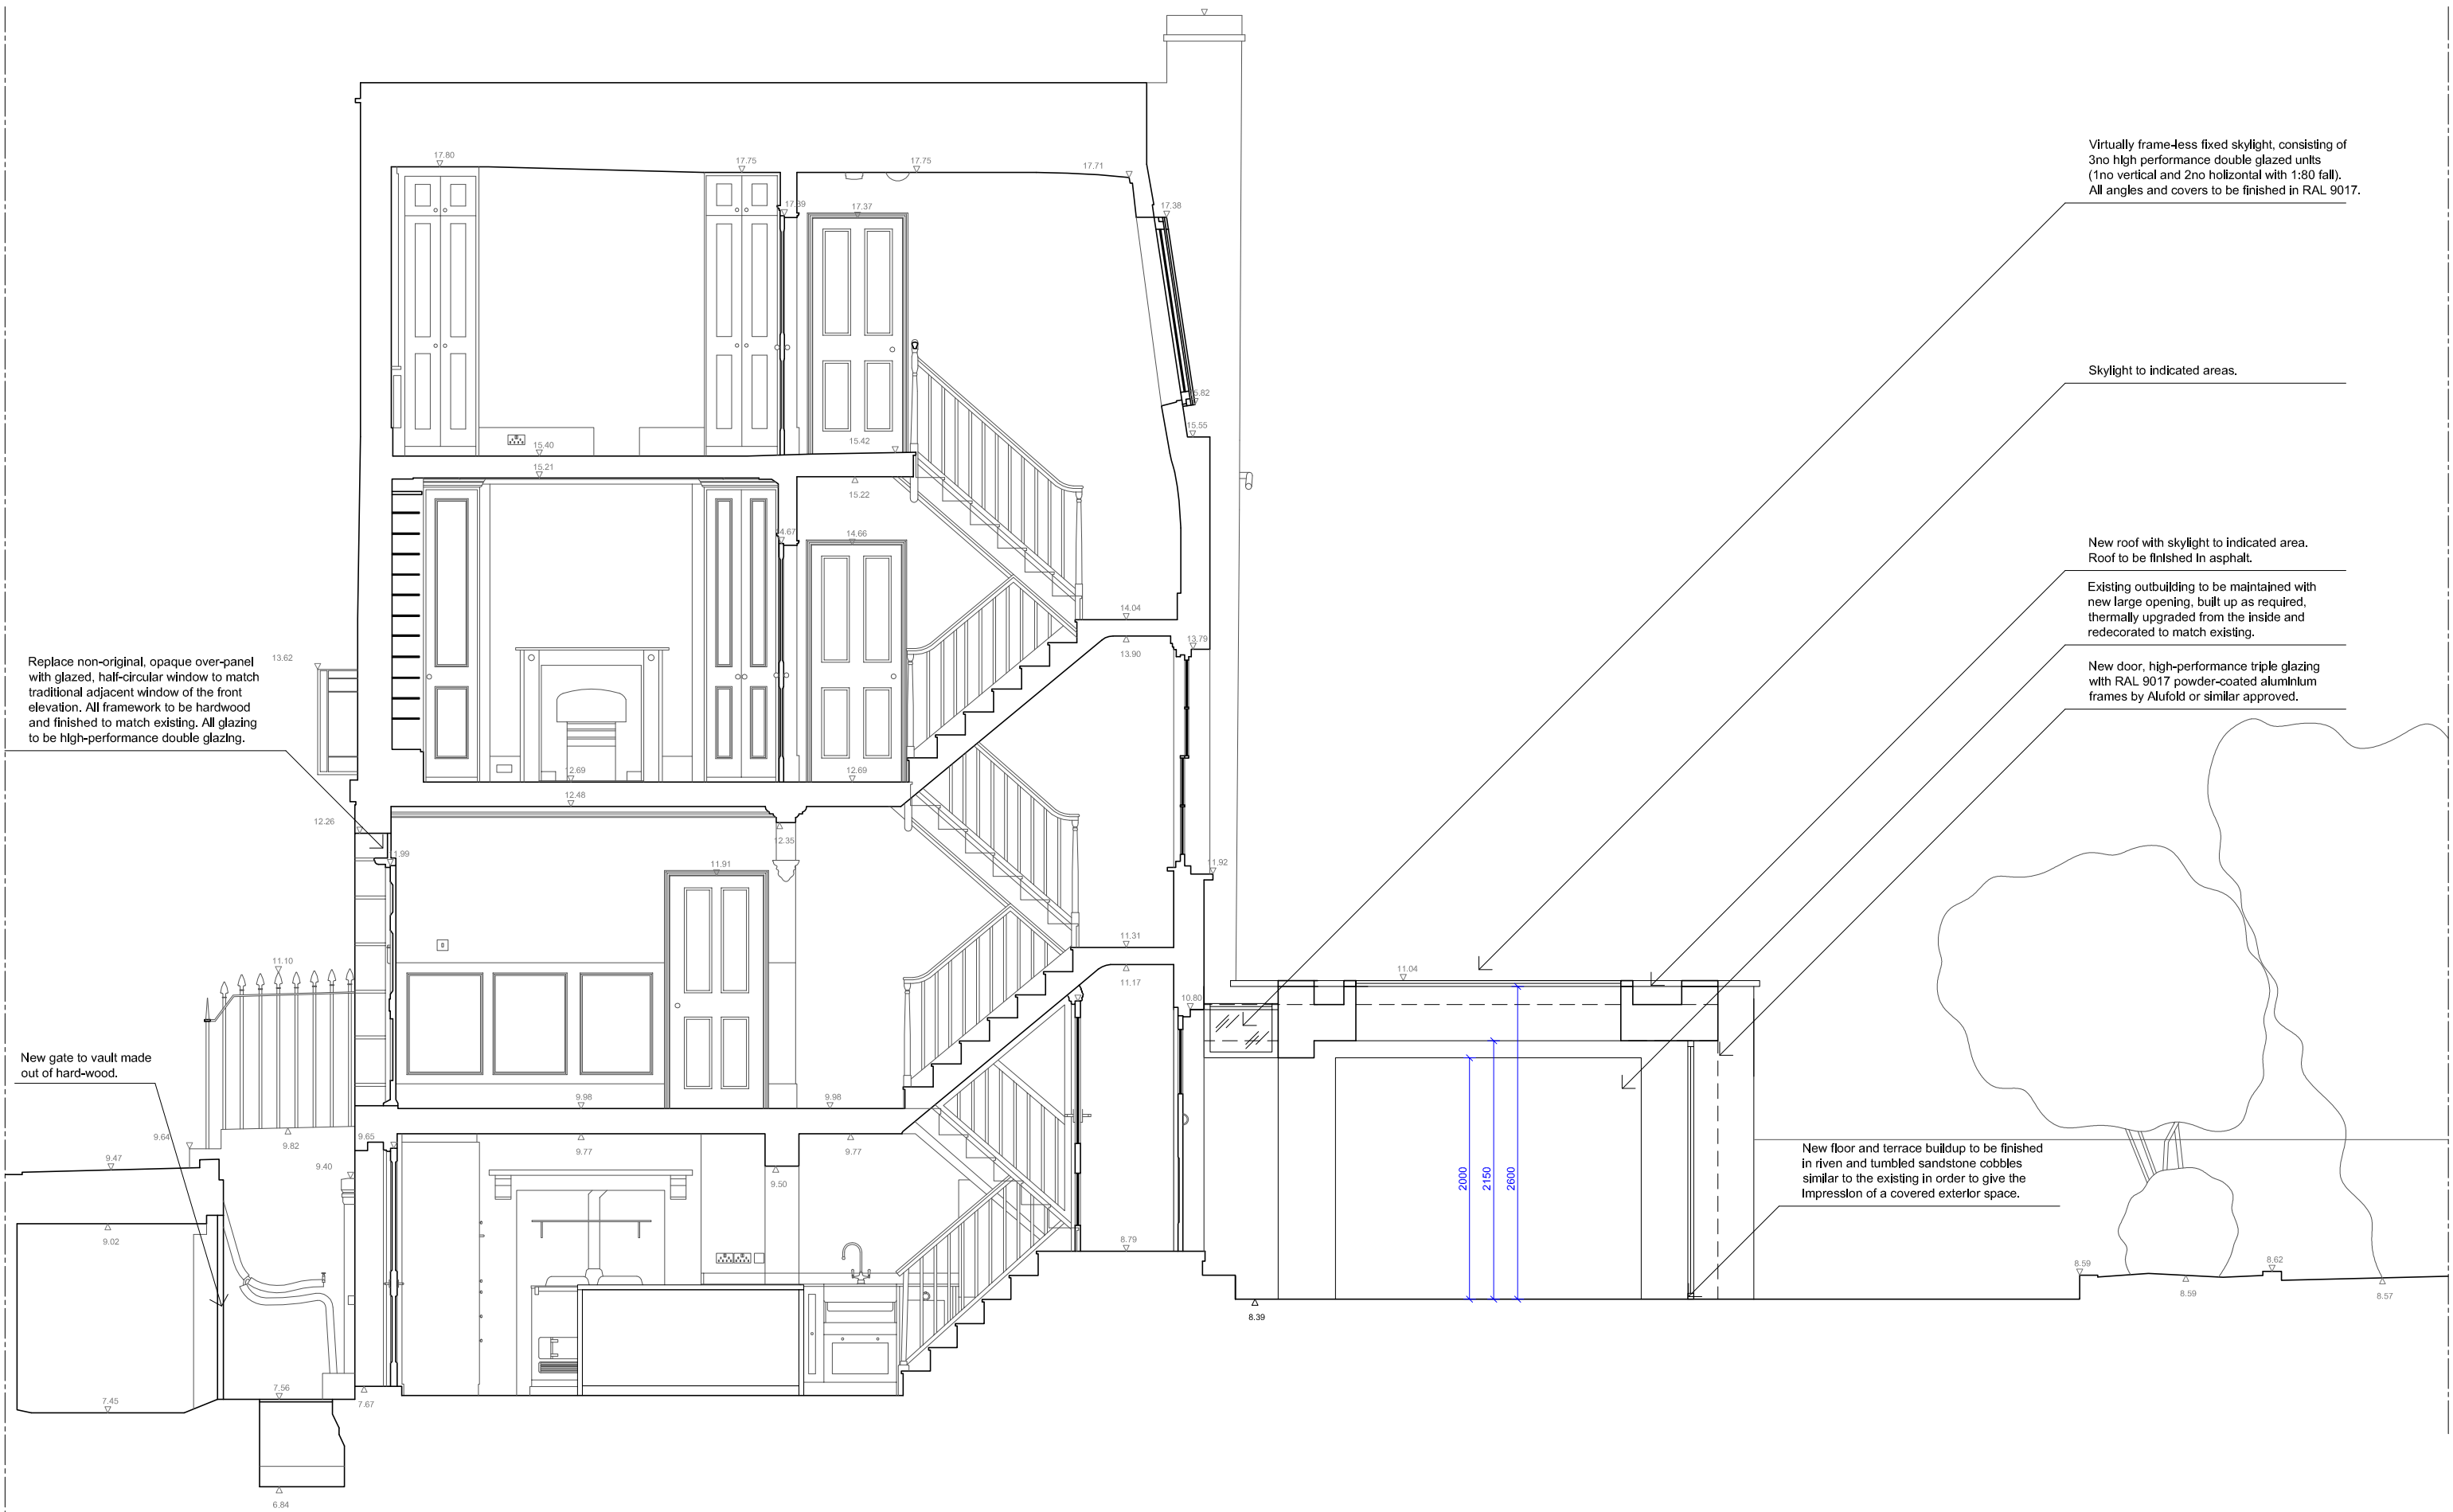 Virtually frame-less fixed skylight, consisting of
3no high performance double glazed units
(1no vertical and 2no holizontal with 1:80 fall).
All angles and covers to be finished in RAL 9017.
17.80
17.75
17.75
17.71
17.39
17.37
17.38
Skylight to indicated areas.
15.82
15.55
15.42
15.40
15.21
15.22
14.67
14.66
New roof with skylight to indicated area.
Roof to be finished in asphalt.
Existing outbuilding to be maintained with
new large opening, built up as required,
thermally upgraded from the inside and
redecorated to match existing.
14.04
13.79
13.90
Replace non-original, opaque over-panel
with glazed, half-circular window to match
traditional adjacent window of the front
elevation. All framework to be hardwood
and finished to match existing. All glazing
to be high-performance double glazing.
13.62
New door, high-performance triple glazing
with RAL 9017 powder-coated aluminium
frames by Alufold or similar approved.
12.69
12.69
12.48
12.26
12.35
1.99
11.91
11.92
11.31
11.10
11.17
11.04
10.80
New gate to vault made
out of hard-wood.
9.98
9.98
9.64
9.82
9.65
9.77
9.77
9.47
9.40
9.50
2000
2150
2600
New floor and terrace buildup to be finished
in riven and tumbled sandstone cobbles
similar to the existing in order to give the
impression of a covered exterior space.
9.02
8.79
8.59
8.62
8.59
8.57
8.39
7.56
7.45
7.67
6.84